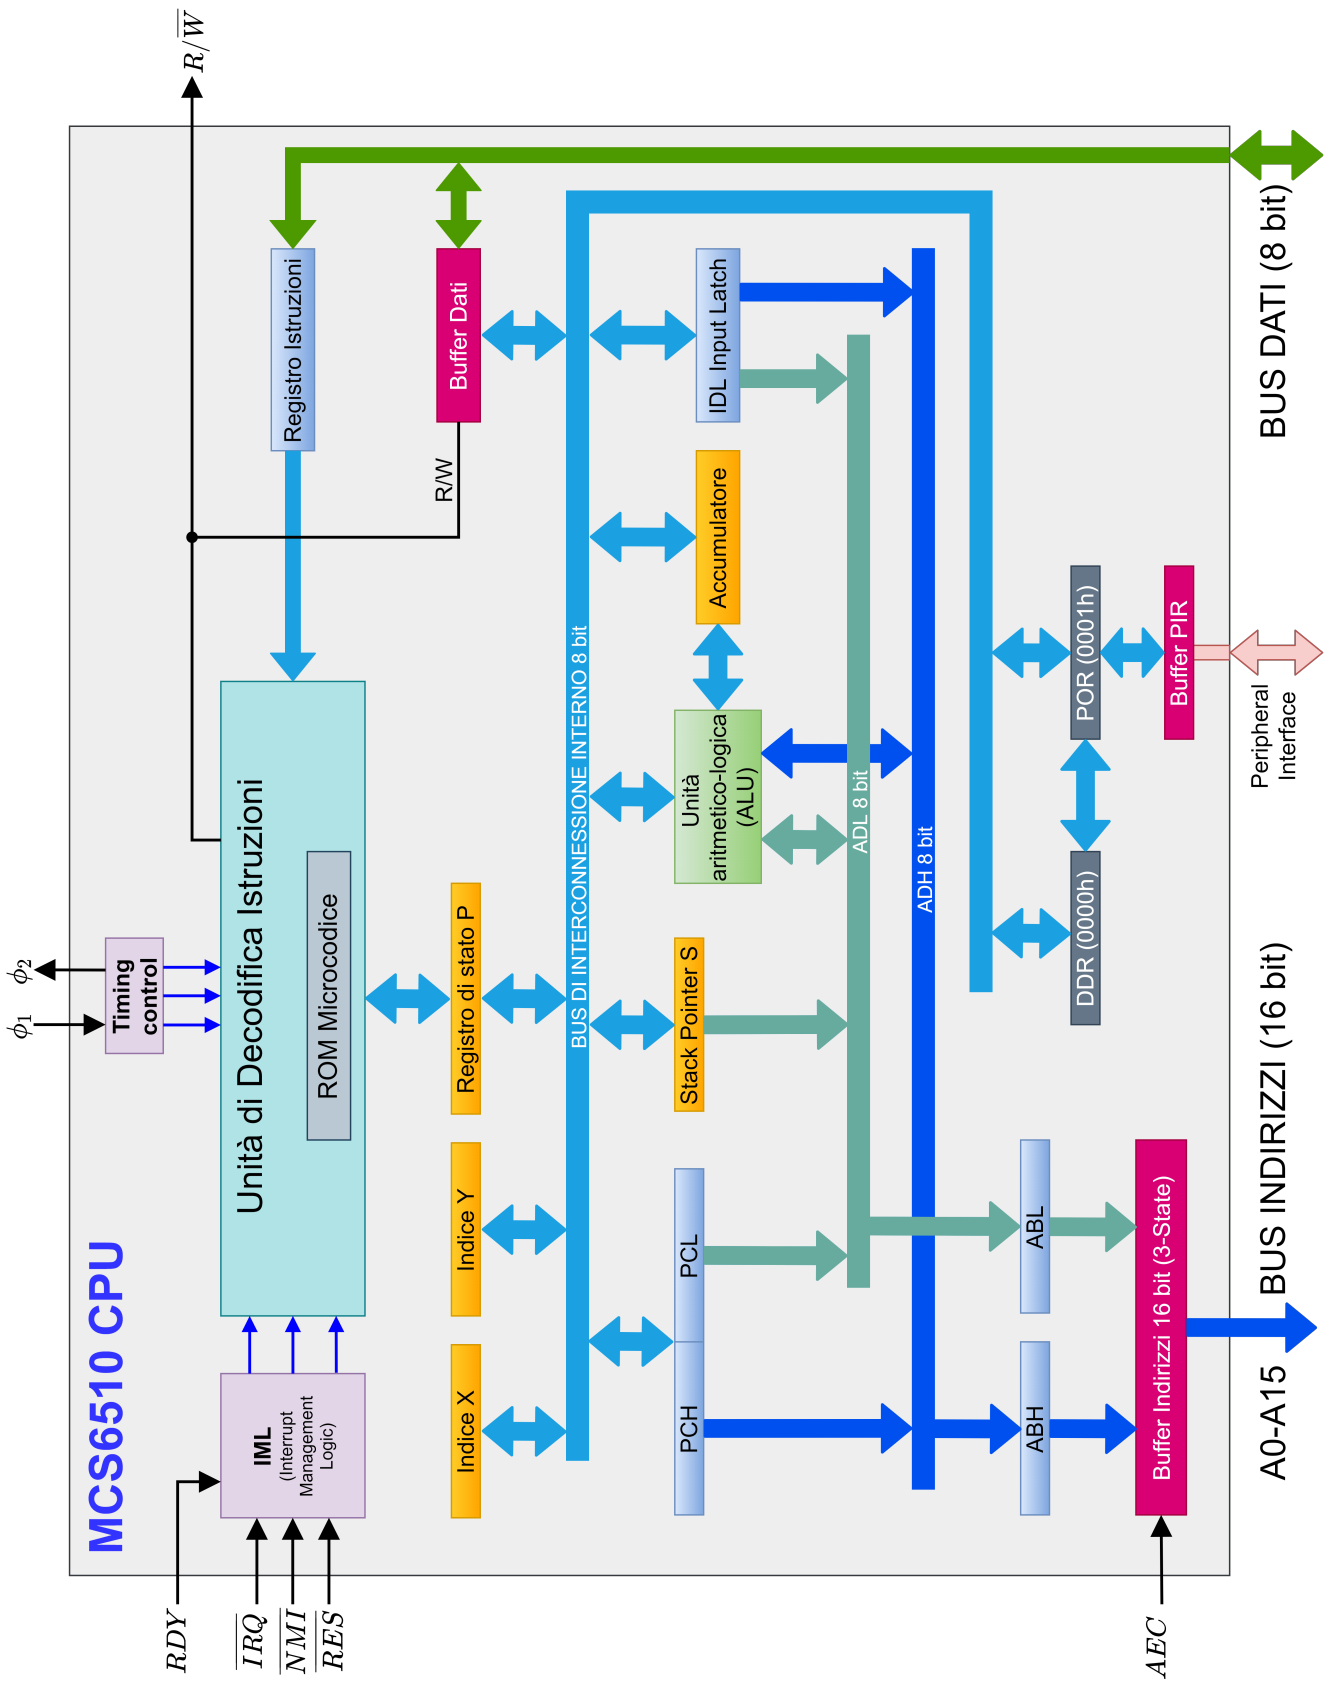 MCS6510 CPU
RDY
IRQ
NMI
RES
IML
(Interrupt
Management
Logic)
ϕ1
ϕ2
Timing
control
Unità di Decodifica Istruzioni
ROM Microcodice
R/W
Registro Istruzioni
Buffer Dati
R/W
Indice X
Indice Y
Registro di stato P
BUS DI INTERCONNESSIONE INTERNO 8 bit
PCH
PCL
Stack Pointer S
Unità
aritmetico-logica
(ALU)
Accumulatore
IDL Input Latch
ADL 8 bit
ADH 8 bit
ABH
ABL
DDR (0000h)
POR (0001h)
Buffer PIR
AEC
Buffer Indirizzi 16 bit (3-State)
A0-A15
BUS INDIRIZZI (16 bit)
Peripheral
Interface
BUS DATI (8 bit)